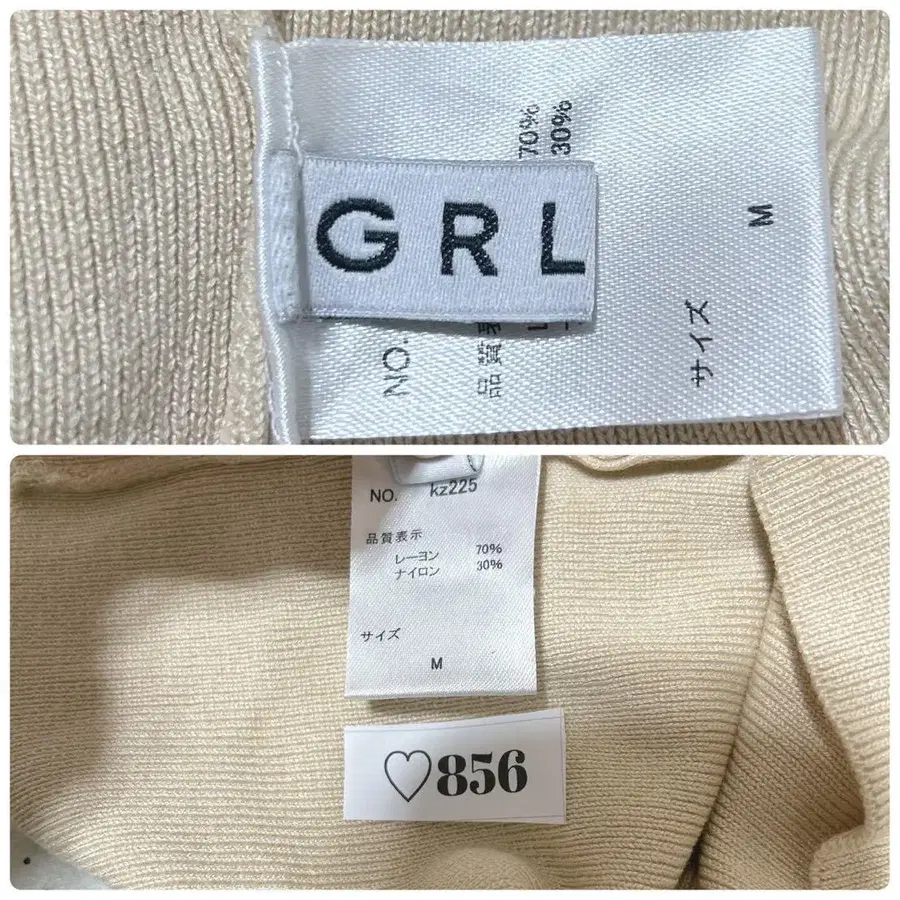 GRL
70%
30%
M
NO.
品質表
サイズ
NO. kz225
品質表示
レーヨン 70%
ナイロン 30%
サイズ
M
♡856